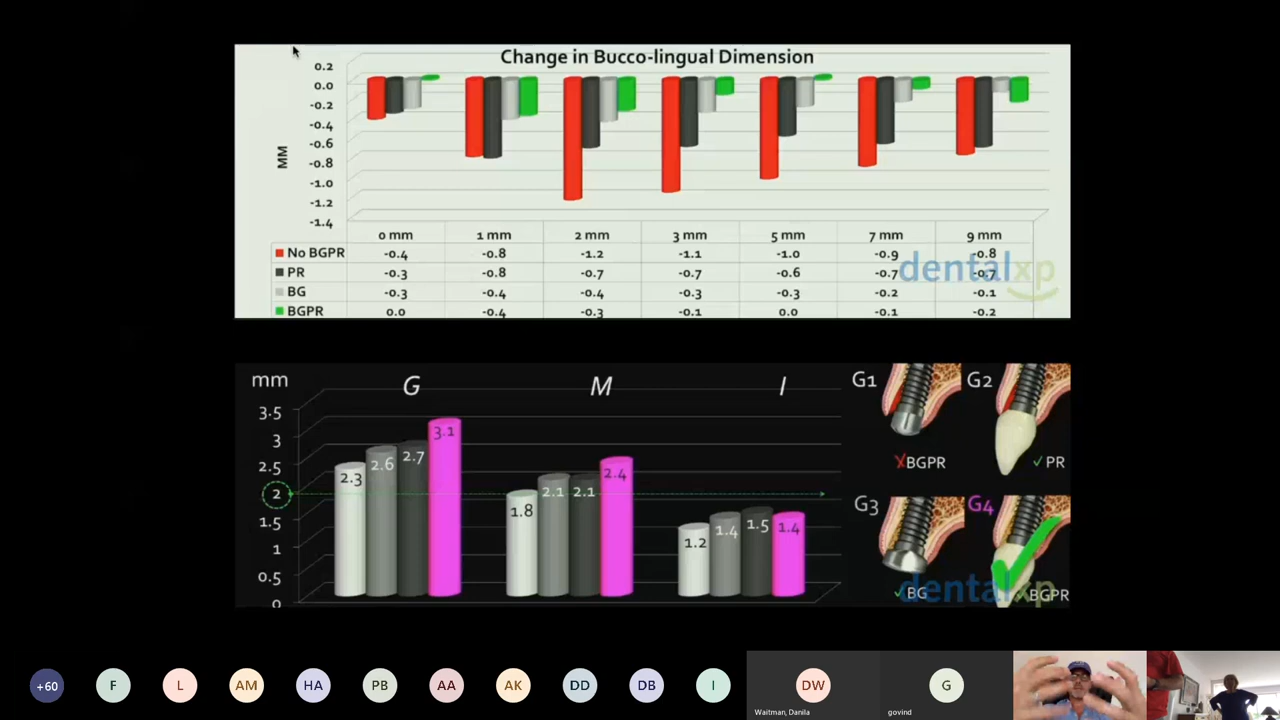 Change in Bucco-lingual Dimension
0.2
0.0
-0.2
-0.4
-0.6
-0.8
-1.0
-1.2
-1.4
MM
0 mm 1 mm 2 mm 3 mm 5 mm 7 mm 9 mm
No BGPR -0.4 -0.8 -1.2 -1.1 -1.0 -0.9 -0.8
PR -0.3 -0.8 -0.7 -0.7 -0.6 -0.7 -0.7
BG -0.3 -0.4 -0.4 -0.3 -0.3 -0.2 -0.1
BGPR 0.0 -0.4 -0.3 -0.1 0.0 -0.1 -0.2
dentalxp
mm G M I
3.5
3
2.5
2
1.5
1
0.5
0
2.3 2.6 2.7 3.1
1.8 2.1 2.1 2.4
1.2 1.4 1.5 1.4
G1 G2
XBGPR ✓PR
G3 G4
✓BG BGPR
dentalxp
+60 F L AM HA PB AA AK DD DB I DW G
Waitman, Danila govind